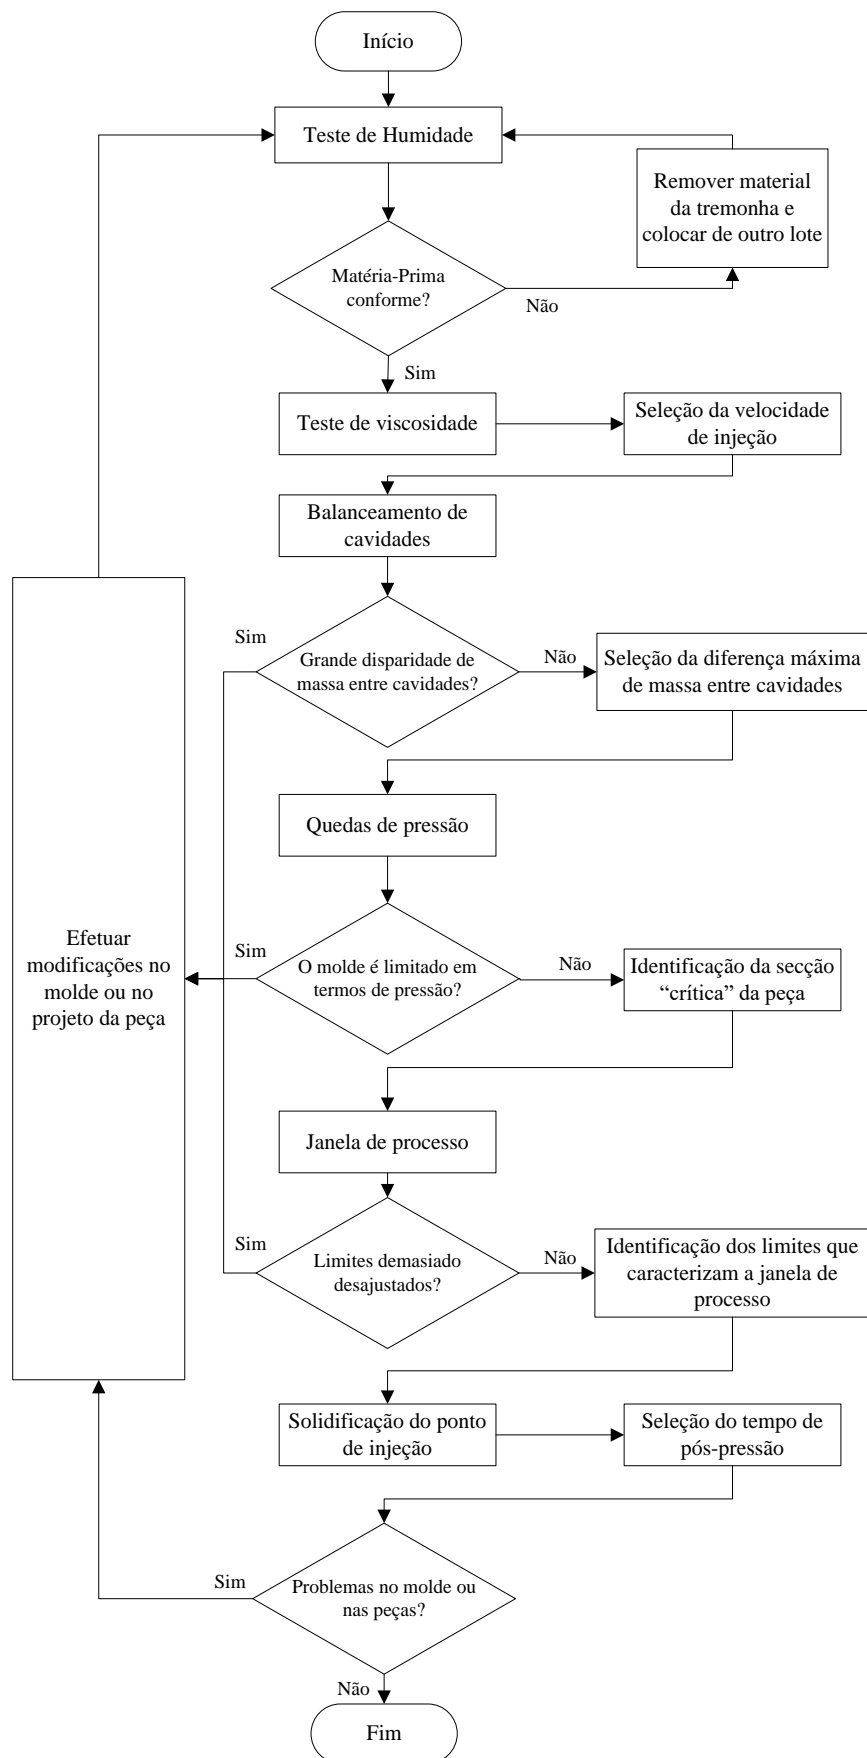 Início
Teste de Humidade
Remover material
da tremonha e
colocar de outro lote
Matéria-Prima
conforme?
Não
Sim
Teste de viscosidade
Seleção da velocidade
de injeção
Balanceamento de
cavidades
Sim
Grande disparidade de
massa entre cavidades?
Não
Seleção da diferença máxima
de massa entre cavidades
Quedas de pressão
Efetuar
modificações no
molde ou no
projeto da peça
Sim
O molde é limitado em
termos de pressão?
Não
Identificação da secção
“crítica” da peça
Janela de processo
Sim
Limites demasiado
desajustados?
Não
Identificação dos limites que
caracterizam a janela de
processo
Solidificação do ponto
de injeção
Seleção do tempo de
pós-pressão
Sim
Problemas no molde ou
nas peças?
Não
Fim